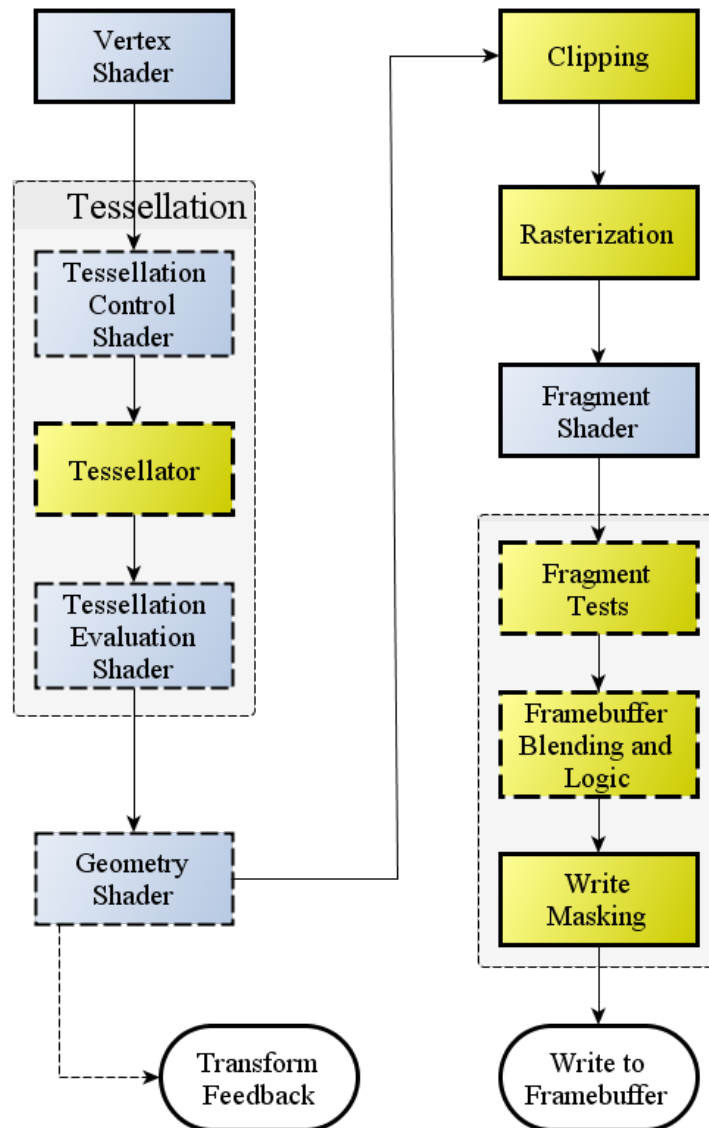 Vertex
Shader
Tessellation
Tessellation
Control
Shader
Tessellator
Tessellation
Evaluation
Shader
Geometry
Shader
Transform
Feedback
Clipping
Rasterization
Fragment
Shader
Fragment
Tests
Framebuffer
Blending and
Logic
Write
Masking
Write to
Framebuffer